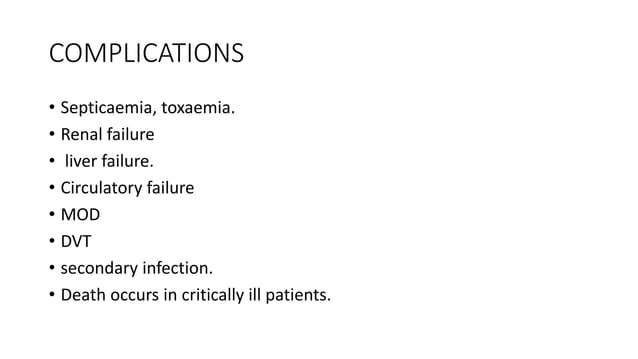 COMPLICATIONS
• Septicaemia, toxaemia.
• Renal failure
• liver failure.
• Circulatory failure
• MOD
• DVT
• secondary infection.
• Death occurs in critically ill patients.